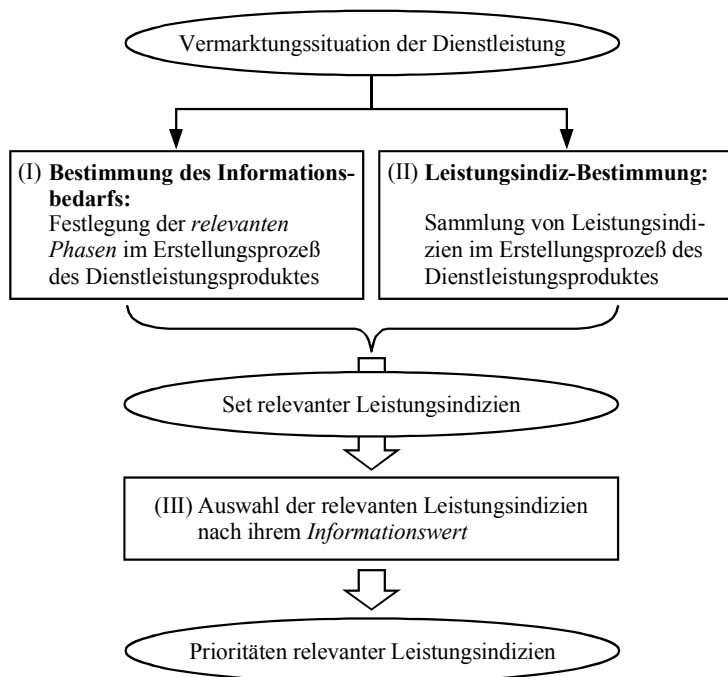 Vermarktungssituation der Dienstleistung
(I) Bestimmung des Informations-
bedarfs:
Festlegung der relevanten
Phasen im Erstellungsprozeß
des Dienstleistungsproduktes
(II) Leistungsindiz-Bestimmung:
Sammlung von Leistungsindi-
zien im Erstellungsprozeß des
Dienstleistungsproduktes
Set relevanter Leistungsindizien
(III) Auswahl der relevanten Leistungsindizien
nach ihrem Informationswert
Prioritäten relevanter Leistungsindizien